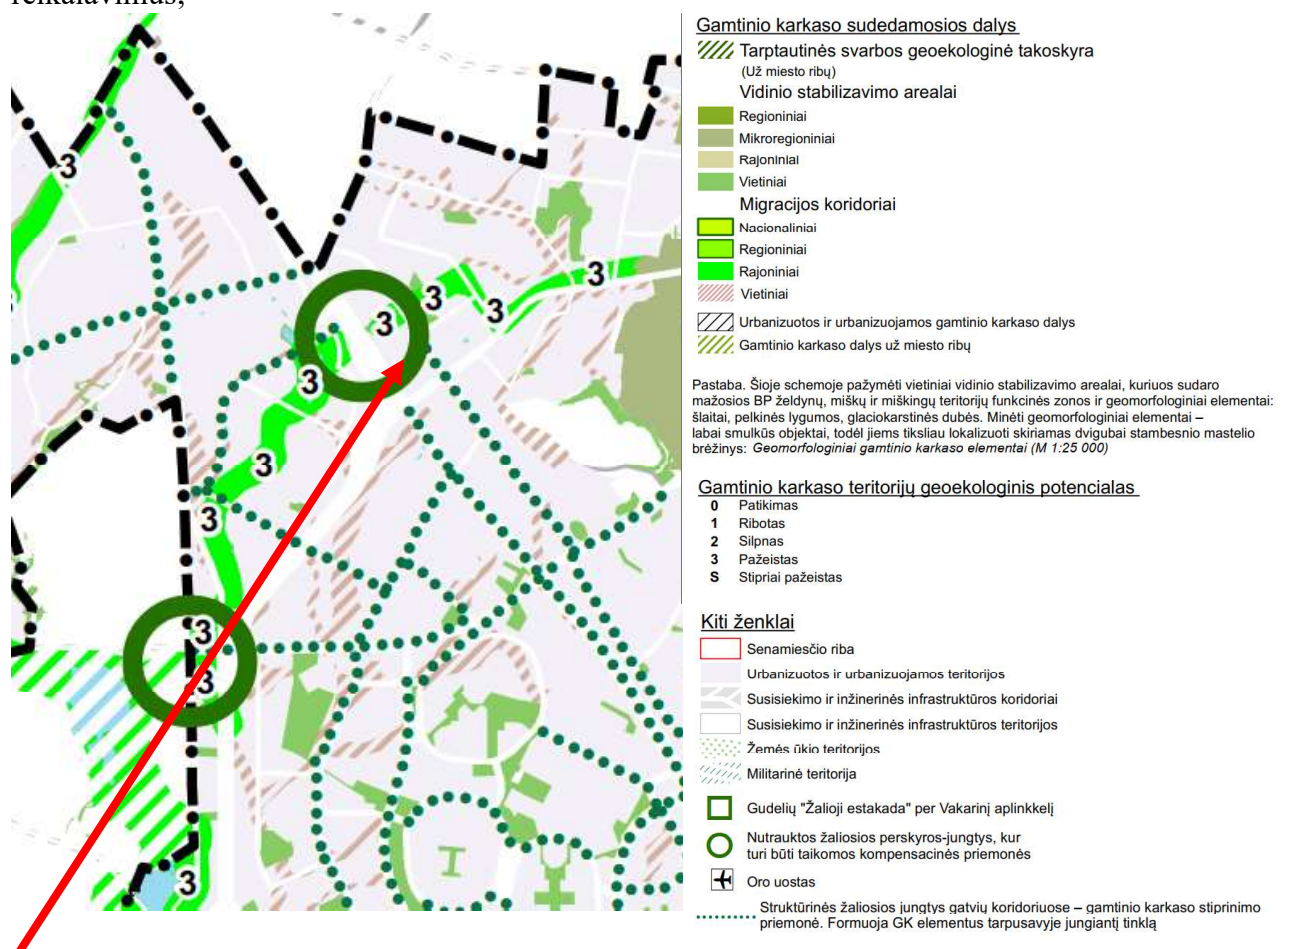 reikalavimus,
Gamtinio karkaso sudedamosios dalys
Tarptautinės svarbos geoekologinė takoskyra
(Už miesto ribų)
Vidinio stabilizavimo arealai
Regioniniai
Mikroregioniniai
Rajoniniai
Vietiniai
Migracijos koridoriai
Nacionaliniai
Regioniniai
Rajoniniai
Vietiniai
Urbanizuotos ir urbanizuojamos gamtinio karkaso dalys
Gamtinio karkaso dalys už miesto ribų
Pastaba. Šioje schemoje pažymėti vietiniai vidinio stabilizavimo arealai, kuriuos sudaro
mažosios BP želdynų, miškų ir miškingų teritorijų funkcinės zonos ir geomorfologiniai elementai:
šlaitai, pelkinės lygumos, glaciokarstinės dubės. Minėti geomorfologiniai elementai –
labai smulkūs objektai, todėl jiems tiksliau lokalizuoti skiriamas dvigubai stambesnio mastelio
brėžinys: Geomorfologiniai gamtinio karkaso elementai (M 1:25 000)
Gamtinio karkaso teritorijų geoekologinis potencialas
0 Patikimas
1 Ribotas
2 Silpnas
3 Pažeistas
S Stipriai pažeistas
Kiti ženklai
Senamiesčio riba
Urbanizuotos ir urbanizuojamos teritorijos
Susisiekimo ir inžinerinės infrastruktūros koridoriai
Susisiekimo ir inžinerinės infrastruktūros teritorijos
Žemės ūkio teritorijos
Militarinė teritorija
Gudelių "Žalioji estakada" per Vakarinį aplinkkelį
Nutrauktos žaliosios perskyros-jungtys, kur
turi būti taikomos kompensacinės priemonės
Oro uostas
Struktūrinės žaliosios jungtys gatvių koridoriuose – gamtinio karkaso stiprinimo
priemonė. Formuoja GK elementus tarpusavyje jungiantį tinklą
3
3
3
3
3
3
3
3
3
3
3
3